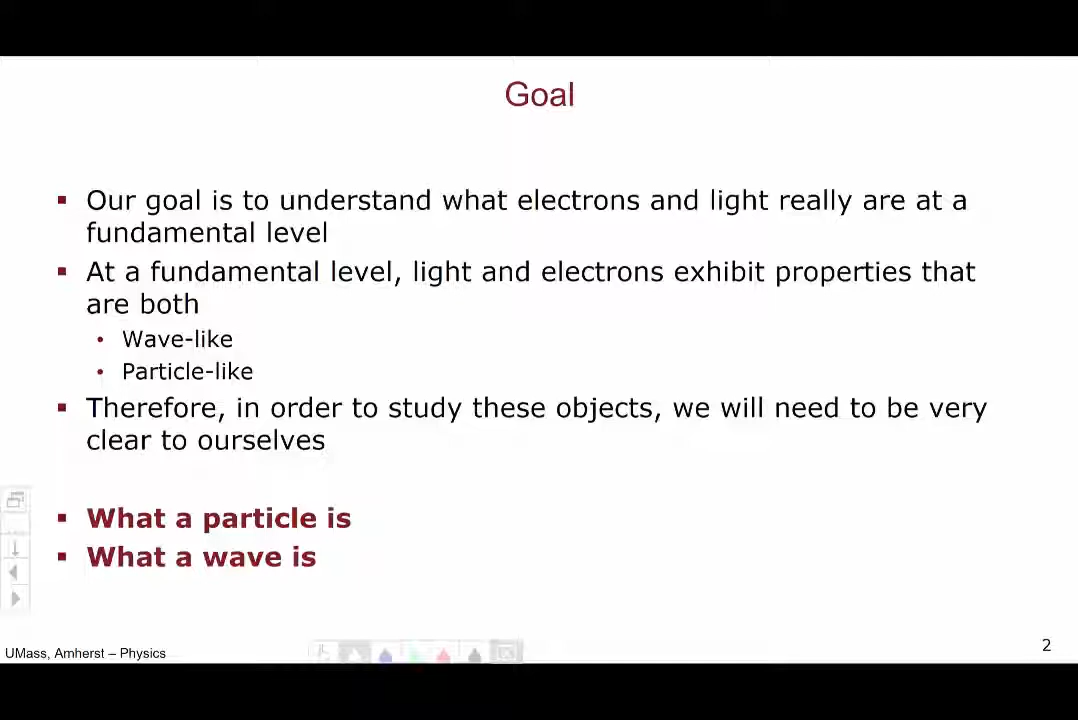 Goal
▪ Our goal is to understand what electrons and light really are at a
fundamental level
▪ At a fundamental level, light and electrons exhibit properties that
are both
• Wave-like
• Particle-like
▪ Therefore, in order to study these objects, we will need to be very
clear to ourselves
▪ What a particle is
▪ What a wave is
UMass, Amherst – Physics
2